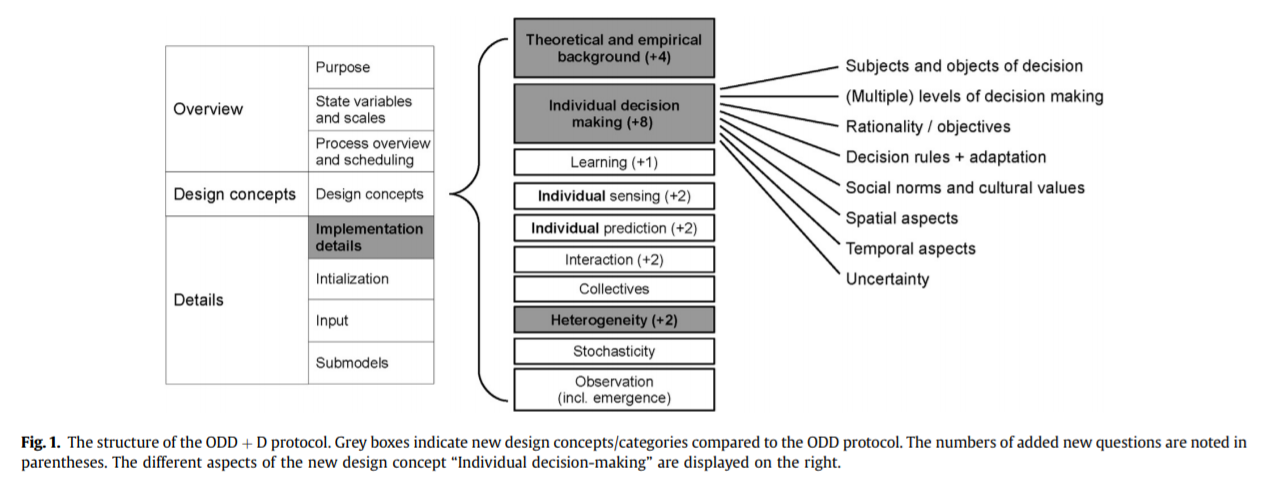 Overview
Purpose
State variables
and scales
Process overview
and scheduling
Design concepts
Design concepts
Details
Implementation
details
Intialization
Input
Submodels
Theoretical and empirical
background (+4)
Individual decision
making (+8)
Learning (+1)
Individual sensing (+2)
Individual prediction (+2)
Interaction (+2)
Collectives
Heterogeneity (+2)
Stochasticity
Observation
(incl. emergence)
Subjects and objects of decision
(Multiple) levels of decision making
Rationality / objectives
Decision rules + adaptation
Social norms and cultural values
Spatial aspects
Temporal aspects
Uncertainty
Fig. 1. The structure of the ODD + D protocol. Grey boxes indicate new design concepts/categories compared to the ODD protocol. The numbers of added new questions are noted in
parentheses. The different aspects of the new design concept “Individual decision-making” are displayed on the right.